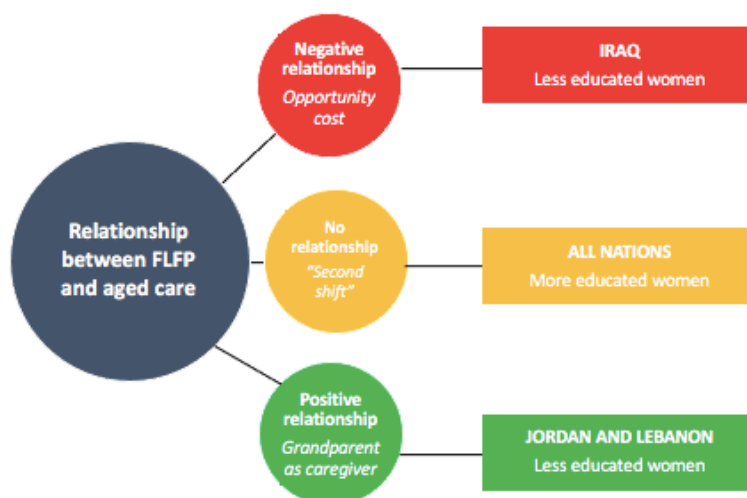 Relationship
between FLFP
and aged care
Negative
relationship
Opportunity
cost
IRAQ
Less educated women
No
relationship
"Second
shift"
ALL NATIONS
More educated women
Positive
relationship
Grandparent
as caregiver
JORDAN AND LEBANON
Less educated women